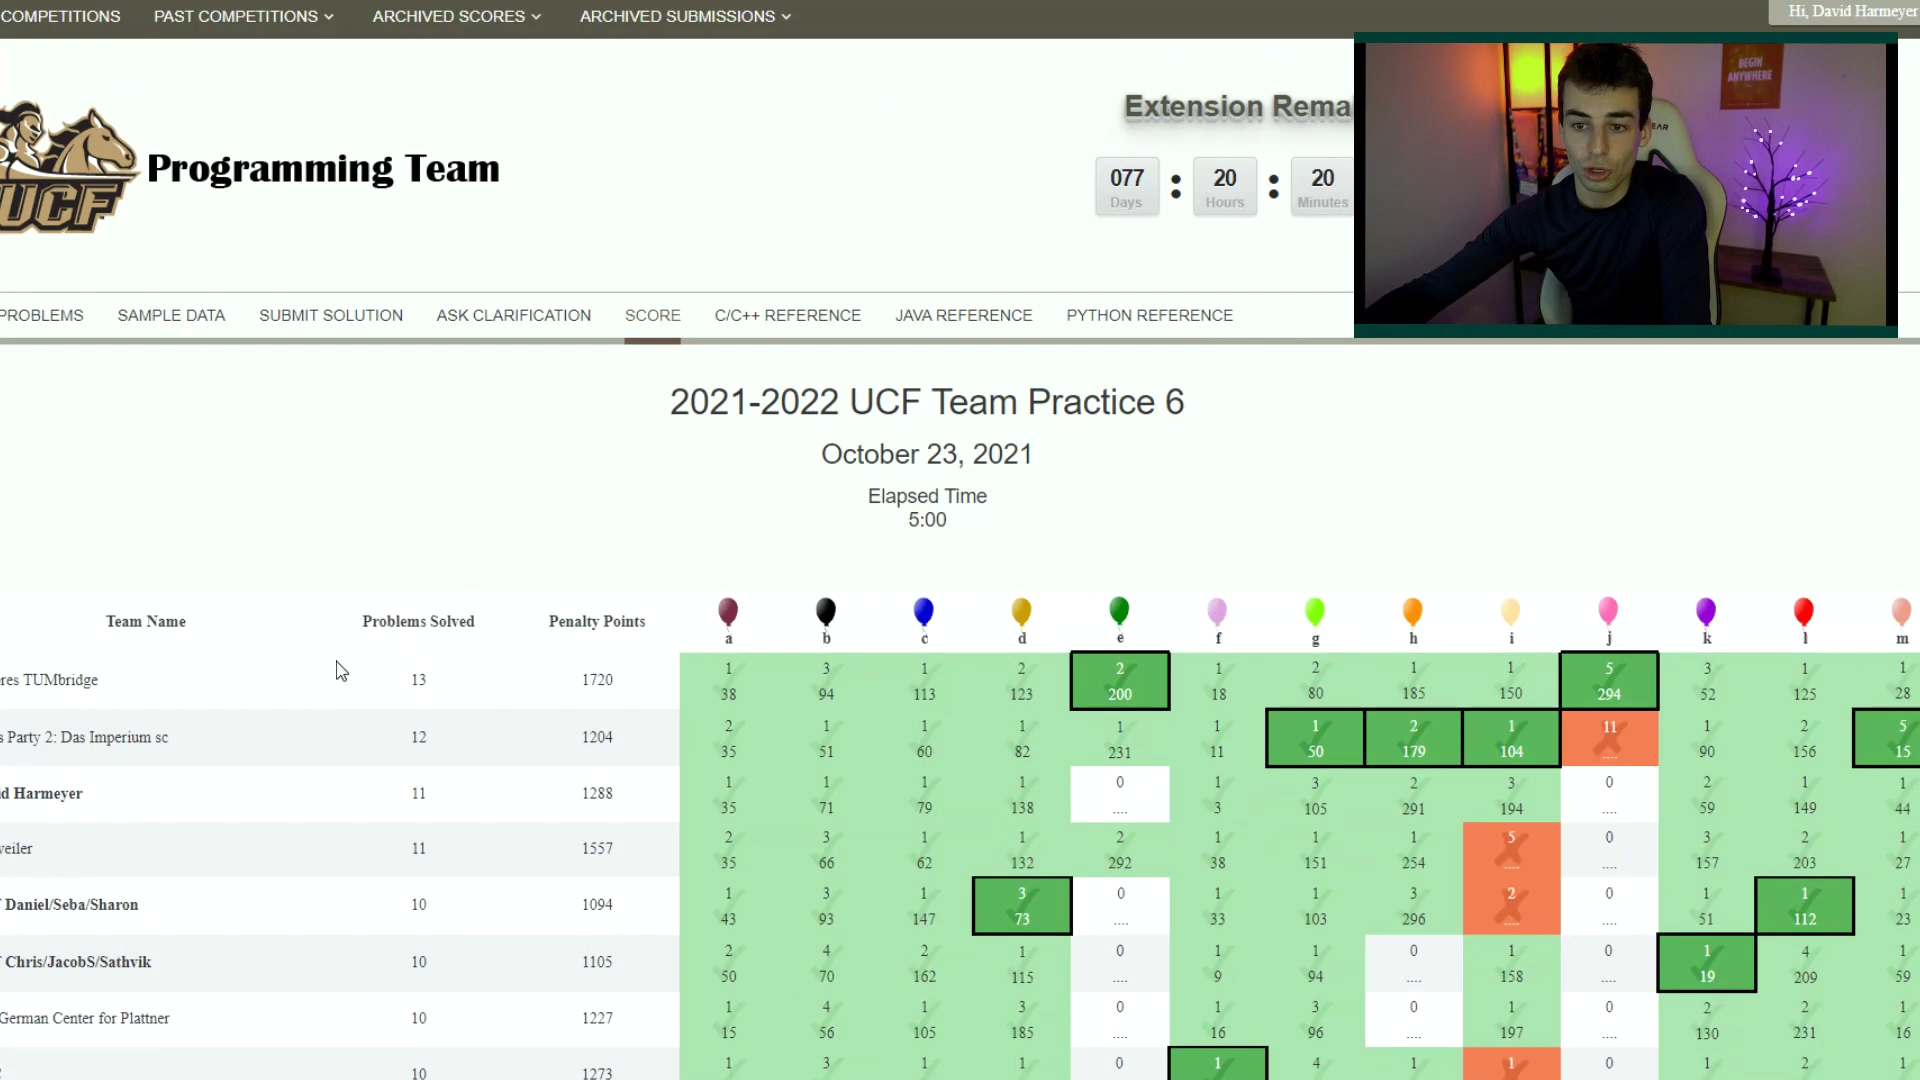 COMPETITIONS PAST COMPETITIONS ARCHIVED SCORES ARCHIVED SUBMISSIONS Hi, David Harmeyer
UCF Programming Team
Extension Rema
077 : 20 : 20
Days Hours Minutes
BEGIN
ANYWHERE
EAR
PROBLEMS SAMPLE DATA SUBMIT SOLUTION ASK CLARIFICATION SCORE C/C++ REFERENCE JAVA REFERENCE PYTHON REFERENCE
2021-2022 UCF Team Practice 6
October 23, 2021
Elapsed Time
5:00
Team Name Problems Solved Penalty Points a b c d e f g h i j k l m
1 3 1 2 2 1 2 1 1 5 3 1 1
res TUMbridge 13 1720
38 94 113 123 200 18 80 185 150 294 52 125 28
2 1 1 1 1 1 1 2 1 11 1 2 5
s Party 2: Das Imperium sc 12 1204
35 51 60 82 231 11 50 179 104 .... 90 156 15
1 1 1 1 0 1 3 2 3 0 2 1 1
d Harmeyer 11 1288
35 71 79 138 .... 3 105 291 194 .... 59 149 44
2 3 1 1 2 1 1 1 5 0 3 2 1
weiler 11 1557
35 66 62 132 292 38 151 254 .... .... 157 203 27
1 3 1 3 0 1 1 3 2 0 1 1 1
Daniel/Seba/Sharon 10 1094
43 93 147 73 .... 33 103 296 .... .... 51 112 23
2 4 2 1 0 1 1 0 1 0 1 4 1
Chris/JacobS/Sathvik 10 1105
50 70 162 115 .... 9 94 .... 158 .... 19 209 59
1 4 1 3 0 1 3 0 1 0 2 2 1
German Center for Plattner 10 1227
15 56 105 185 .... 16 96 .... 197 .... 130 231 16
1 3 1 1 0 1 4 1 1 0 1 2 1
10 1273